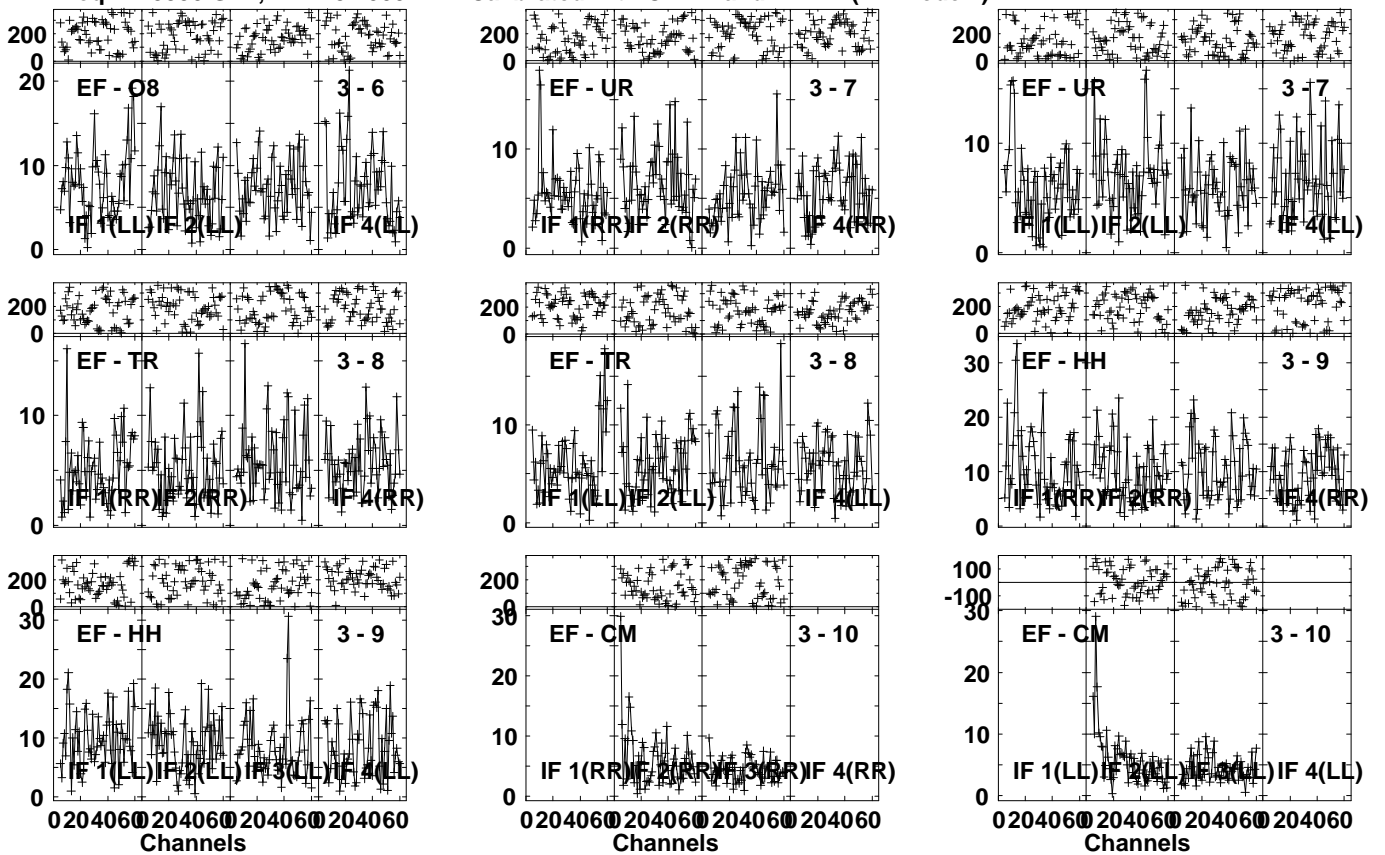 200
0
20
10
0
EF - O8
3 - 6
IF 1(LL)
IF 2(LL)
IF 4(LL)
200
0
10
0
EF - UR
3 - 7
IF 1(RR)
IF 2(RR)
IF 4(RR)
200
0
10
0
EF - UR
3 - 7
IF 1(LL)
IF 2(LL)
IF 4(LL)
200
0
10
0
EF - TR
3 - 8
IF 1(RR)
IF 2(RR)
IF 4(RR)
200
0
10
0
EF - TR
3 - 8
IF 1(LL)
IF 2(LL)
IF 4(LL)
200
0
30
20
10
0
EF - HH
3 - 9
IF 1(RR)
IF 2(RR)
IF 4(RR)
200
0
30
20
10
0
EF - HH
3 - 9
IF 1(LL)
IF 2(LL)
IF 3(LL)
IF 4(LL)
0 20 40 60 0 20 40 60 0 20 40 60 0 20 40 60
Channels
200
0
30
20
10
0
EF - CM
3 - 10
IF 1(RR)
IF 2(RR)
IF 3(RR)
IF 4(RR)
0 20 40 60 0 20 40 60 0 20 40 60 0 20 40 60
Channels
100
-100
30
20
10
0
EF - CM
3 - 10
IF 1(LL)
IF 2(LL)
IF 3(LL)
IF 4(LL)
0 20 40 60 0 20 40 60 0 20 40 60 0 20 40 60
Channels